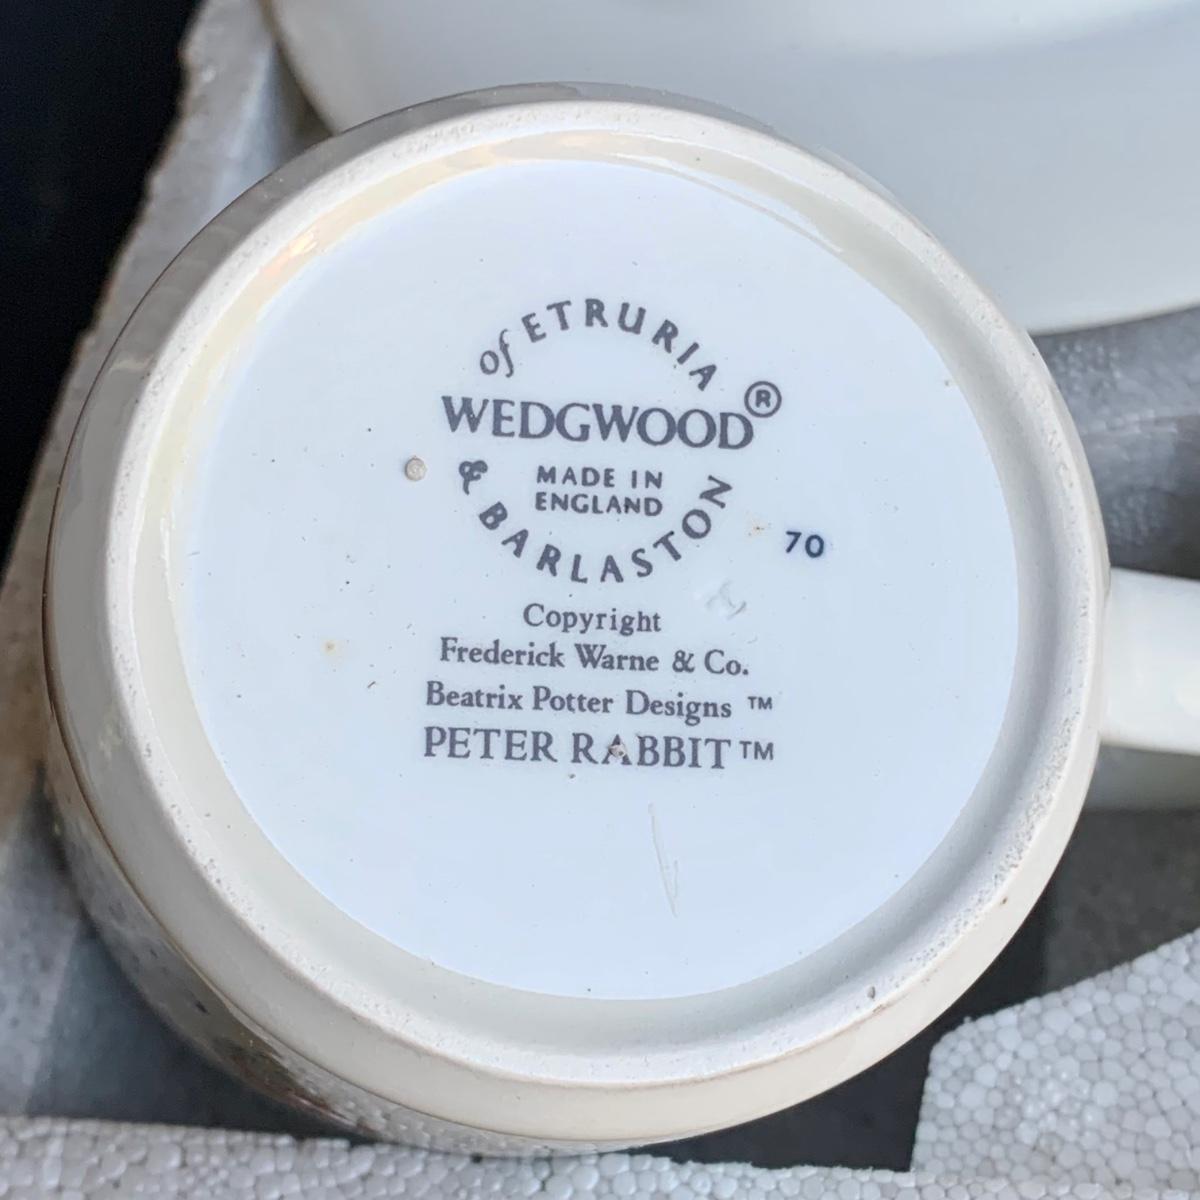 of ETRURIA
WEDGWOOD®
MADE IN
ENGLAND
& BARLASTON
70
Copyright
Frederick Warne & Co.
Beatrix Potter Designs ™
PETER RABBIT™